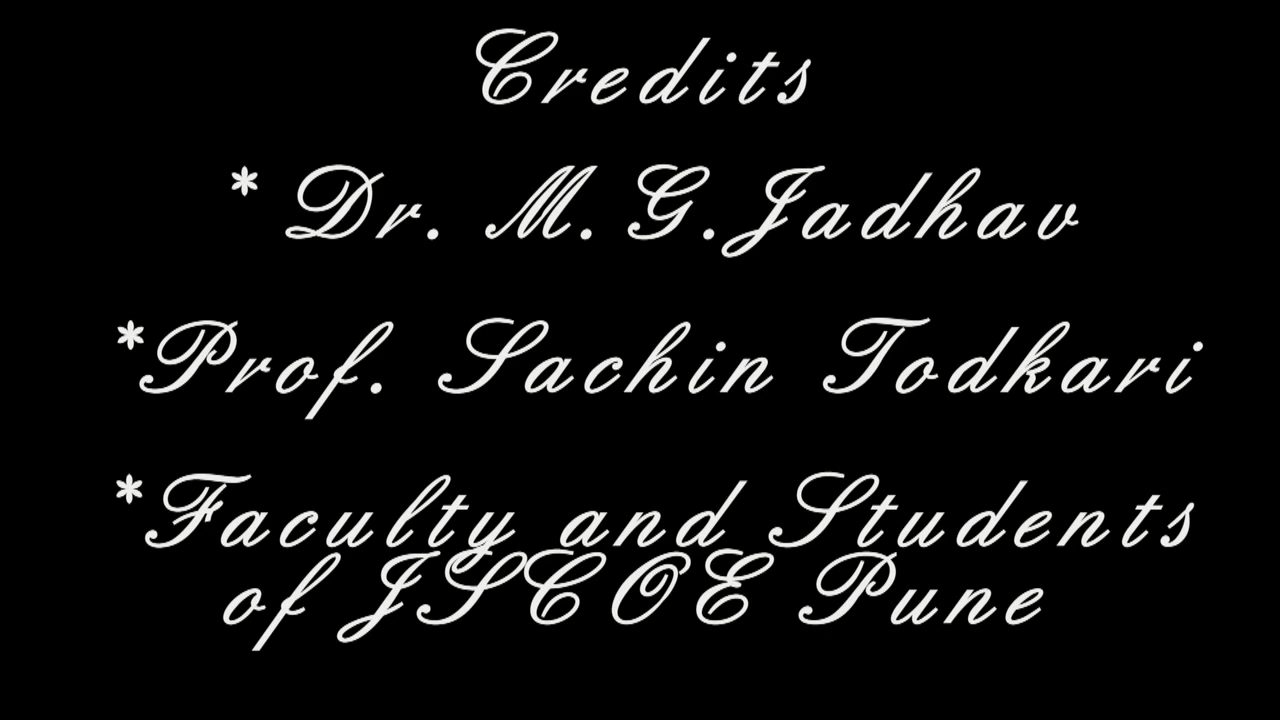 Credits
* Dr. M.G.Jadhav
*Prof. Sachin Todkari
*Faculty and Students
of JSCOE Pune